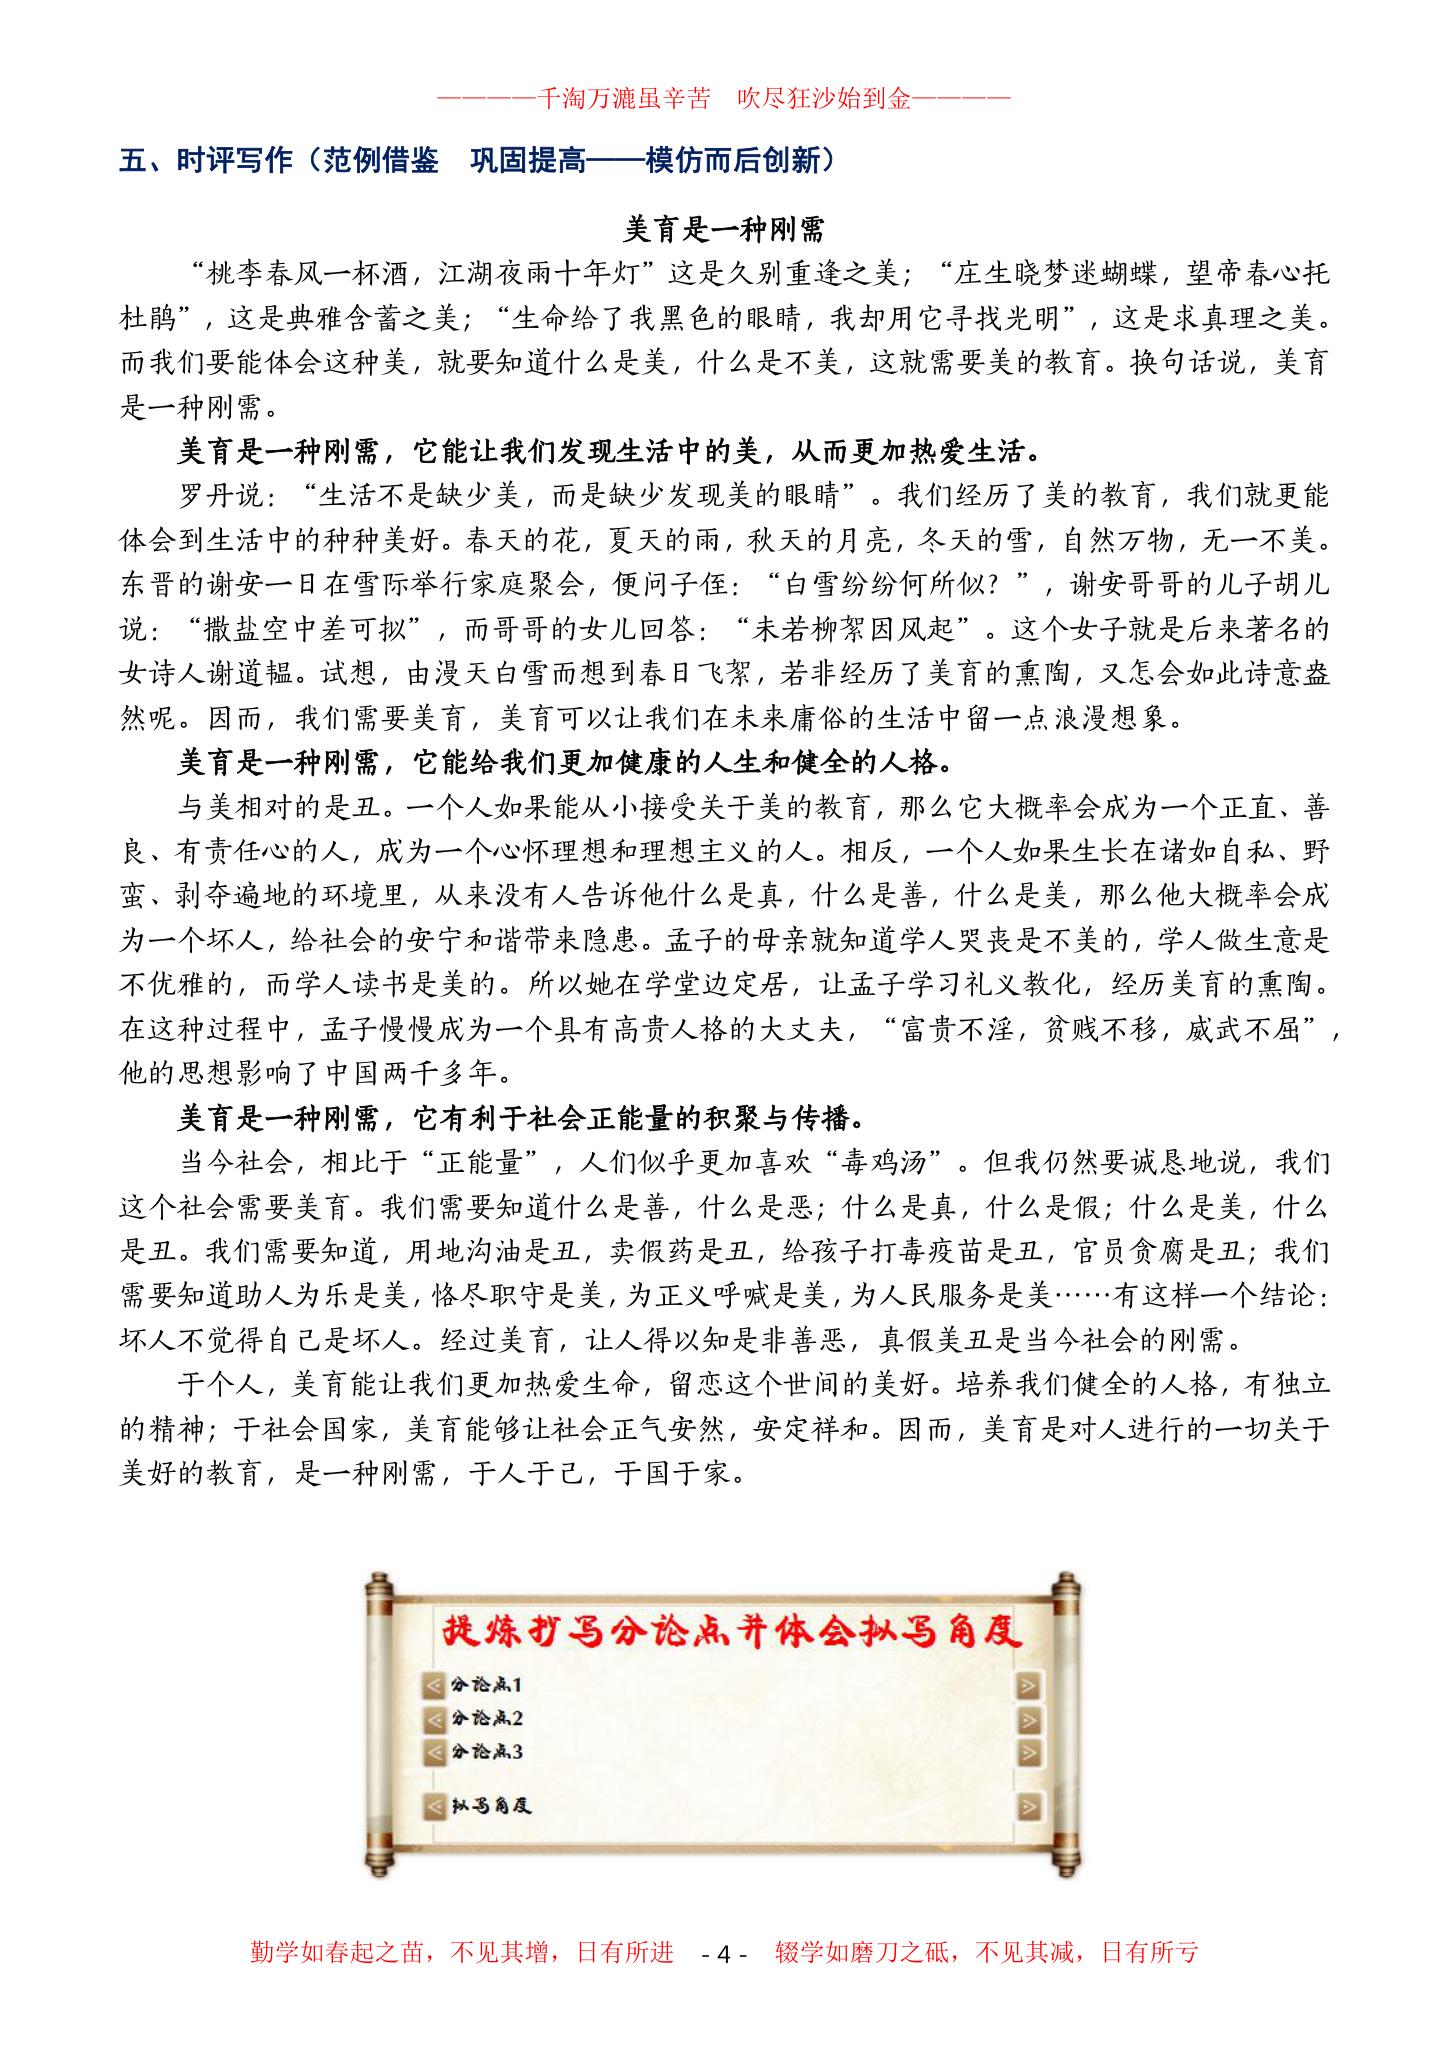 ————千淘万漉虽辛苦　吹尽狂沙始到金————
五、时评写作（范例借鉴　巩固提高——模仿而后创新）
美育是一种刚需
“桃李春风一杯酒，江湖夜雨十年灯”这是久别重逢之美；“庄生晓梦迷蝴蝶，望帝春心托
杜鹃”，这是典雅含蓄之美；“生命给了我黑色的眼睛，我却用它寻找光明”，这是求真理之美。
而我们要能体会这种美，就要知道什么是美，什么是不美，这就需要美的教育。换句话说，美育
是一种刚需。
美育是一种刚需，它能让我们发现生活中的美，从而更加热爱生活。
罗丹说：“生活不是缺少美，而是缺少发现美的眼睛”。我们经历了美的教育，我们就更能
体会到生活中的种种美好。春天的花，夏天的雨，秋天的月亮，冬天的雪，自然万物，无一不美。
东晋的谢安一日在雪际举行家庭聚会，便问子侄：“白雪纷纷何所似？”，谢安哥哥的儿子胡儿
说：“撒盐空中差可拟”，而哥哥的女儿回答：“未若柳絮因风起”。这个女子就是后来著名的
女诗人谢道韫。试想，由漫天白雪而想到春日飞絮，若非经历了美育的熏陶，又怎会如此诗意盎
然呢。因而，我们需要美育，美育可以让我们在未来庸俗的生活中留一点浪漫想象。
美育是一种刚需，它能给我们更加健康的人生和健全的人格。
与美相对的是丑。一个人如果能从小接受关于美的教育，那么它大概率会成为一个正直、善
良、有责任心的人，成为一个心怀理想和理想主义的人。相反，一个人如果生长在诸如自私、野
蛮、剥夺遍地的环境里，从来没有人告诉他什么是真，什么是善，什么是美，那么他大概率会成
为一个坏人，给社会的安宁和谐带来隐患。孟子的母亲就知道学人哭丧是不美的，学人做生意是
不优雅的，而学人读书是美的。所以她在学堂边定居，让孟子学习礼义教化，经历美育的熏陶。
在这种过程中，孟子慢慢成为一个具有高贵人格的大丈夫，“富贵不淫，贫贱不移，威武不屈”，
他的思想影响了中国两千多年。
美育是一种刚需，它有利于社会正能量的积聚与传播。
当今社会，相比于“正能量”，人们似乎更加喜欢“毒鸡汤”。但我仍然要诚恳地说，我们
这个社会需要美育。我们需要知道什么是善，什么是恶；什么是真，什么是假；什么是美，什么
是丑。我们需要知道，用地沟油是丑，卖假药是丑，给孩子打毒疫苗是丑，官员贪腐是丑；我们
需要知道助人为乐是美，恪尽职守是美，为正义呼喊是美，为人民服务是美……有这样一个结论：
坏人不觉得自己是坏人。经过美育，让人得以知是非善恶，真假美丑是当今社会的刚需。
于个人，美育能让我们更加热爱生命，留恋这个世间的美好。培养我们健全的人格，有独立
的精神；于社会国家，美育能够让社会正气安然，安定祥和。因而，美育是对人进行的一切关于
美好的教育，是一种刚需，于人于己，于国于家。
提炼抄写分论点并体会拟写角度
分论点1
分论点2
分论点3
拟写角度
勤学如春起之苗，不见其增，日有所进　- 4 -　辍学如磨刀之砥，不见其减，日有所亏